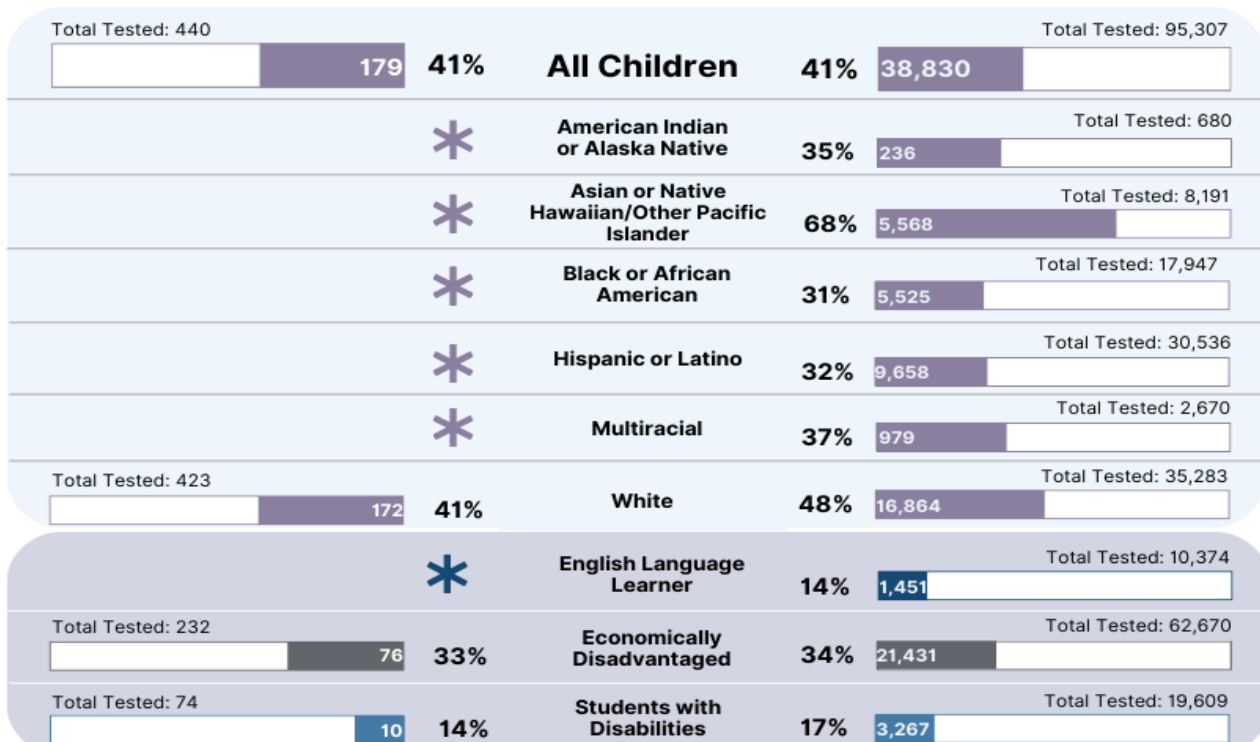 Total Tested: 440
Total Tested: 95,307
179 41% All Children 41% 38,830
Total Tested: 680
American Indian
or Alaska Native
* 35% 236
Total Tested: 8,191
Asian or Native
Hawaiian/Other Pacific
Islander
* 68% 5,568
Total Tested: 17,947
Black or African
American
* 31% 5,525
Total Tested: 30,536
* Hispanic or Latino 32% 9,658
Total Tested: 2,670
* Multiracial 37% 979
Total Tested: 423
Total Tested: 35,283
172 41% White 48% 16,864
Total Tested: 10,374
English Language
Learner
* 14% 1,451
Total Tested: 232
Total Tested: 62,670
Economically
Disadvantaged
76 33% 34% 21,431
Total Tested: 74
Total Tested: 19,609
Students with
Disabilities
10 14% 17% 3,267